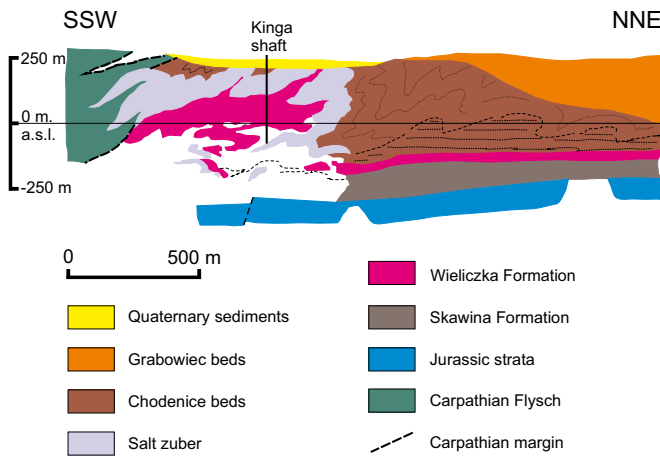 SSW
Kinga
shaft
NNE
250 m
0 m.
a.s.l.
-250 m
0 500 m
Quaternary sediments
Grabowiec beds
Chodenice beds
Salt zuber
Wieliczka Formation
Skawina Formation
Jurassic strata
Carpathian Flysch
Carpathian margin